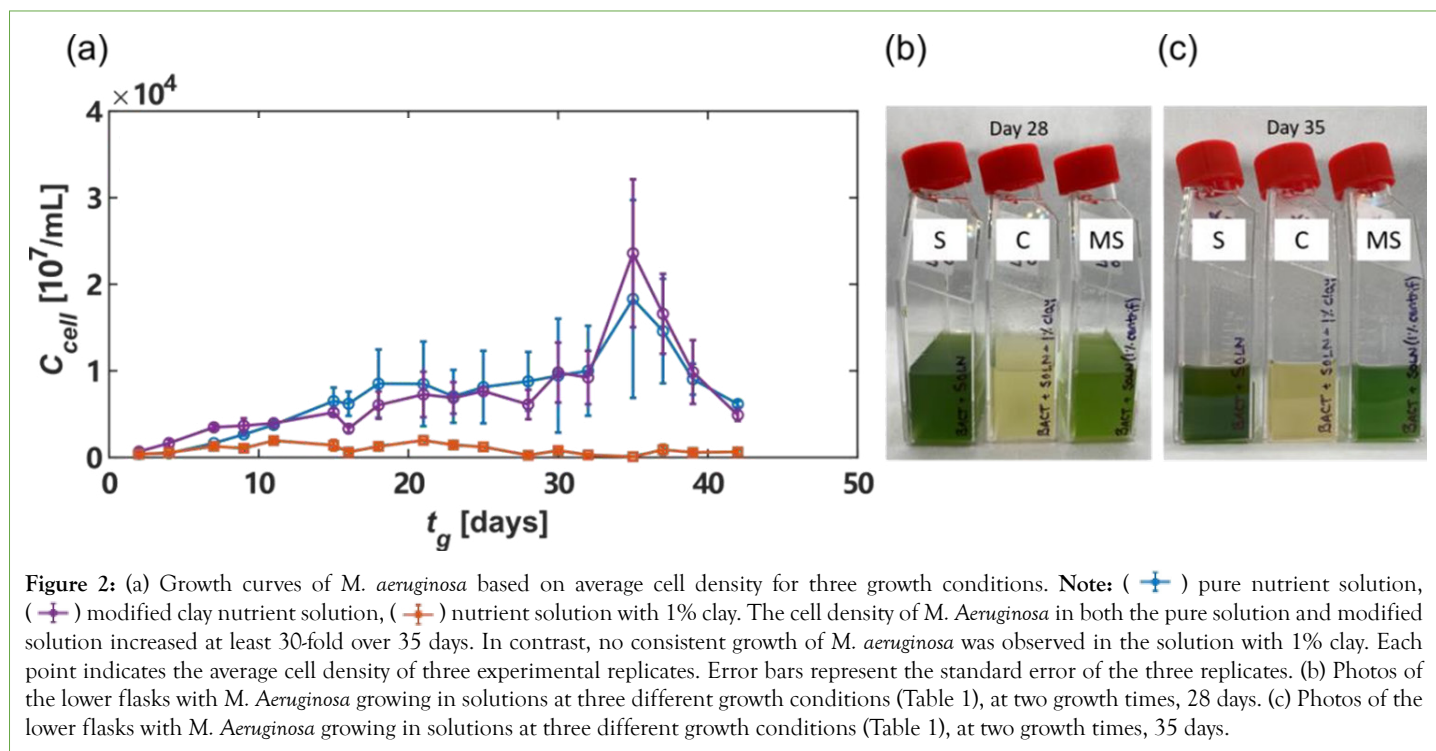 (a)
(b)
(c)
×10⁴
4
3
2
1
0
C_cell [10⁷/mL]
0 10 20 30 40 50
t_g [days]
Day 28
S C MS
BACT + SOLN
BACT + SOLN + 1% clay
BACT + SOLN (1% centrif)
Day 35
S C MS
BACT + SOLN
BACT + SOLN + 1% clay
BACT + SOLN (1% centrif)
Figure 2: (a) Growth curves of M. aeruginosa based on average cell density for three growth conditions. Note: ( ) pure nutrient solution,
( ) modified clay nutrient solution, ( ) nutrient solution with 1% clay. The cell density of M. Aeruginosa in both the pure solution and modified
solution increased at least 30-fold over 35 days. In contrast, no consistent growth of M. aeruginosa was observed in the solution with 1% clay. Each
point indicates the average cell density of three experimental replicates. Error bars represent the standard error of the three replicates. (b) Photos of
the lower flasks with M. Aeruginosa growing in solutions at three different growth conditions (Table 1), at two growth times, 28 days. (c) Photos of the
lower flasks with M. Aeruginosa growing in solutions at three different growth conditions (Table 1), at two growth times, 35 days.